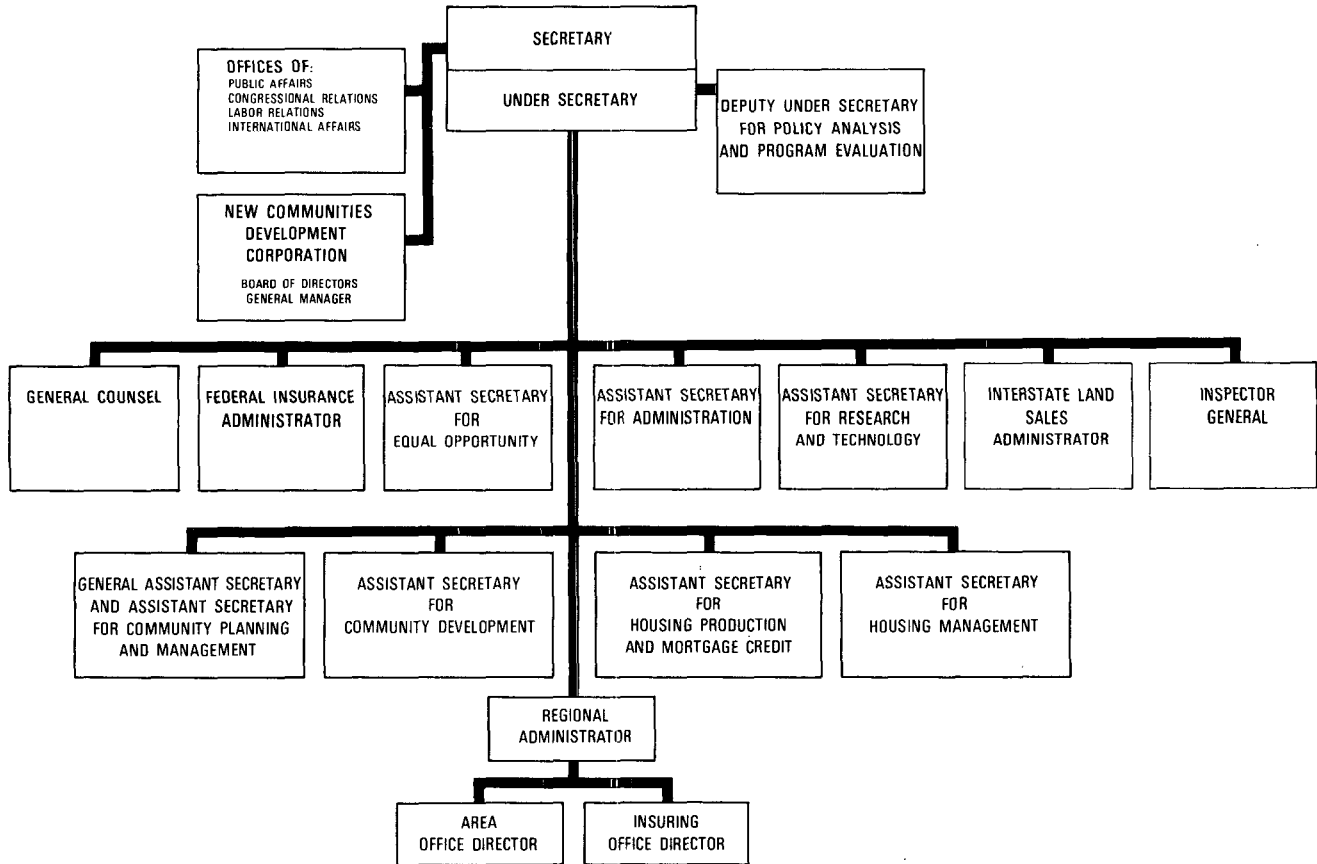 SECRETARY
UNDER SECRETARY
OFFICES OF:
PUBLIC AFFAIRS
CONGRESSIONAL RELATIONS
LABOR RELATIONS
INTERNATIONAL AFFAIRS
DEPUTY UNDER SECRETARY
FOR POLICY ANALYSIS
AND PROGRAM EVALUATION
NEW COMMUNITIES
DEVELOPMENT
CORPORATION
BOARD OF DIRECTORS
GENERAL MANAGER
GENERAL COUNSEL
FEDERAL INSURANCE
ADMINISTRATOR
ASSISTANT SECRETARY
FOR
EQUAL OPPORTUNITY
ASSISTANT SECRETARY
FOR ADMINISTRATION
ASSISTANT SECRETARY
FOR RESEARCH
AND TECHNOLOGY
INTERSTATE LAND
SALES
ADMINISTRATOR
INSPECTOR
GENERAL
GENERAL ASSISTANT SECRETARY
AND ASSISTANT SECRETARY
FOR COMMUNITY PLANNING
AND MANAGEMENT
ASSISTANT SECRETARY
FOR
COMMUNITY DEVELOPMENT
ASSISTANT SECRETARY
FOR
HOUSING PRODUCTION
AND MORTGAGE CREDIT
ASSISTANT SECRETARY
FOR
HOUSING MANAGEMENT
REGIONAL
ADMINISTRATOR
AREA
OFFICE DIRECTOR
INSURING
OFFICE DIRECTOR